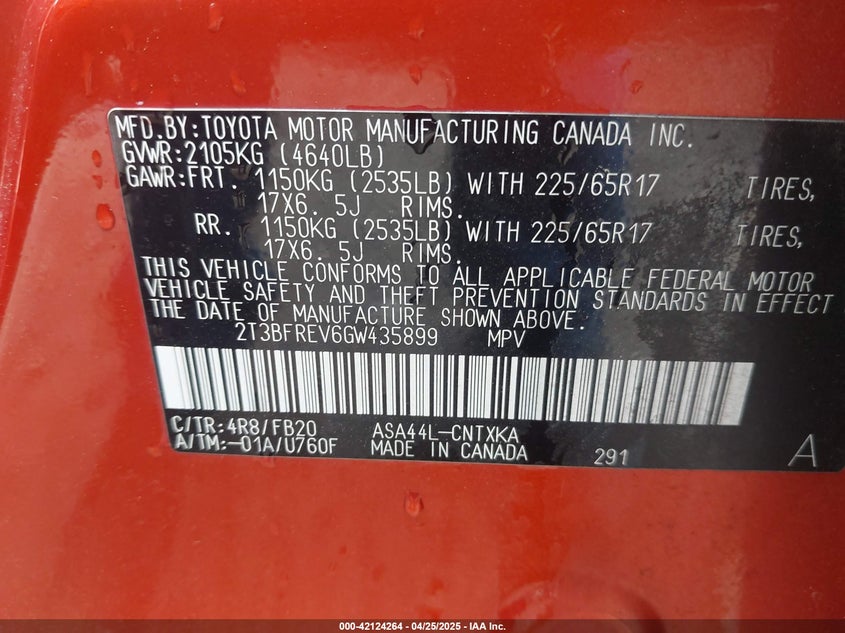 MFD.BY:TOYOTA MOTOR MANUFACTURING CANADA INC.
GVWR:2105KG (4640LB)
GAWR:FRT. 1150KG (2535LB) WITH 225/65R17 TIRES,
17X6. 5J RIMS.
RR. 1150KG (2535LB) WITH 225/65R17 TIRES,
17X6. 5J RIMS.
THIS VEHICLE CONFORMS TO ALL APPLICABLE FEDERAL MOTOR
VEHICLE SAFETY AND THEFT PREVENTION STANDARDS IN EFFECT
THE DATE OF MANUFACTURE SHOWN ABOVE.
2T3BFREV6GW435899 MPV
C/TR:4R8/FB20 ASA44L-CNTXKA
A/TM:-01A/U760F MADE IN CANADA 291 A
000-42124264 - 04/25/2025 - IAA Inc.